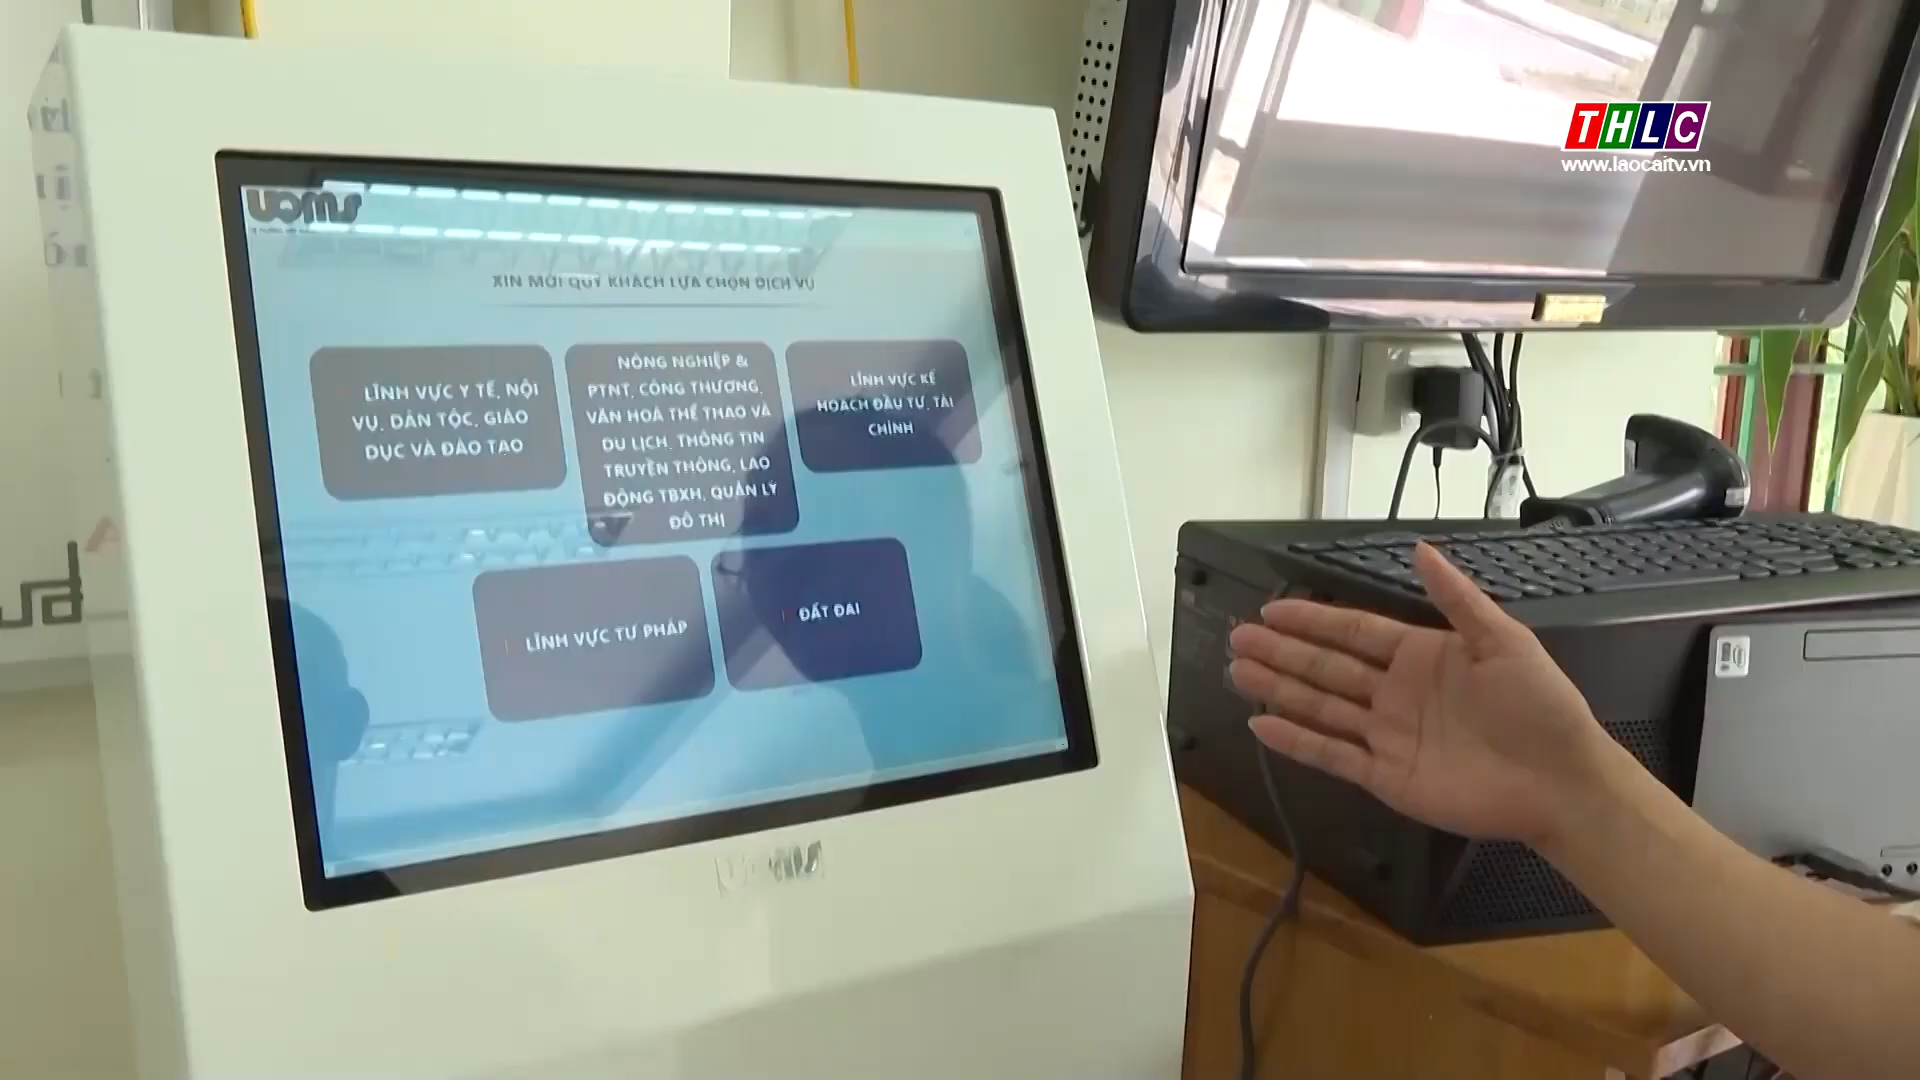 THLC
www.laocaitv.vn
UCMS
XIN MỜI QUÝ KHÁCH LỰA CHỌN DỊCH VỤ
LĨNH VỰC Y TẾ, NỘI
VỤ, DÂN TỘC, GIÁO
DỤC VÀ ĐÀO TẠO
NÔNG NGHIỆP &
PTNT, CÔNG THƯƠNG,
VĂN HOÁ THỂ THAO VÀ
DU LỊCH, THÔNG TIN
TRUYỀN THÔNG, LAO
ĐỘNG TBXH, QUẢN LÝ
ĐÔ THỊ
LĨNH VỰC KẾ
HOẠCH ĐẦU TƯ, TÀI
CHÍNH
LĨNH VỰC TƯ PHÁP
ĐẤT ĐAI